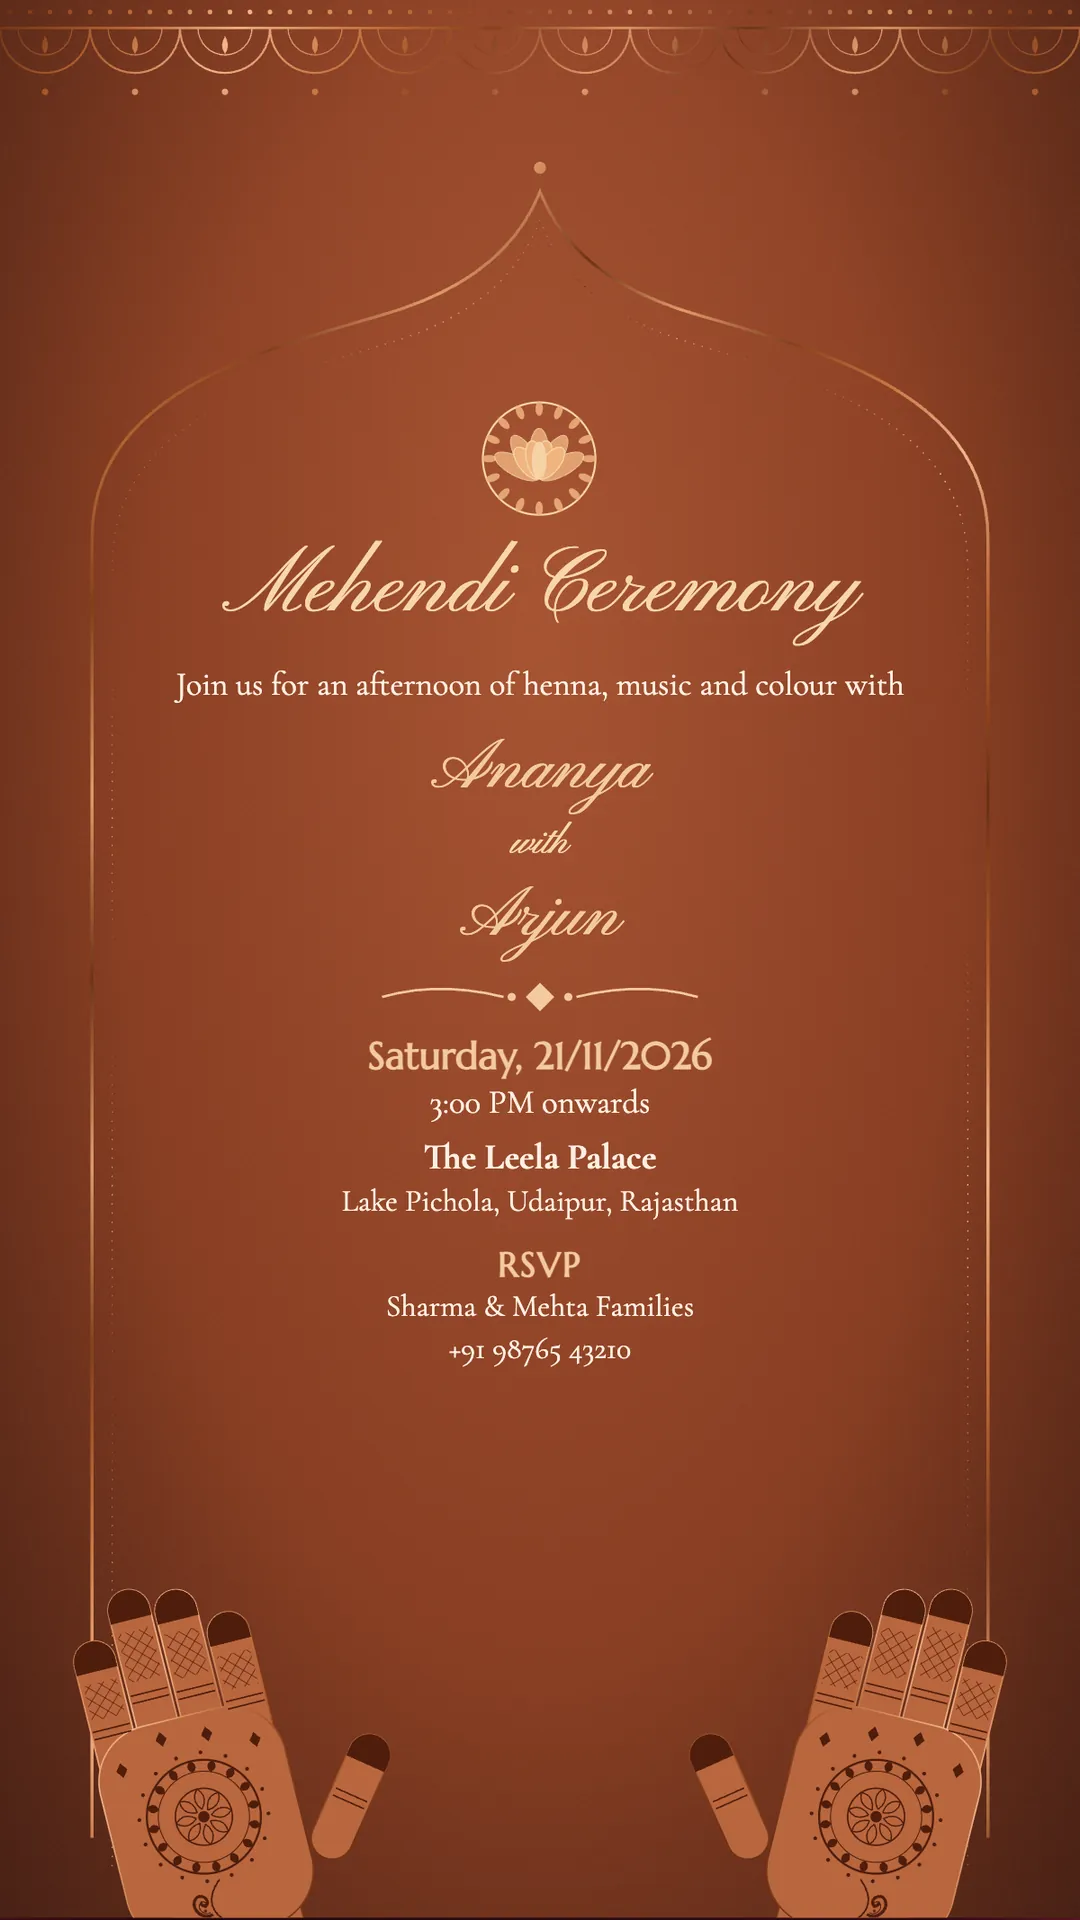 Mehendi Ceremony
Join us for an afternoon of henna, music and colour with
Ananya
with
Arjun
Saturday, 21/11/2026
3:00 PM onwards
The Leela Palace
Lake Pichola, Udaipur, Rajasthan
RSVP
Sharma & Mehta Families
+91 98765 43210